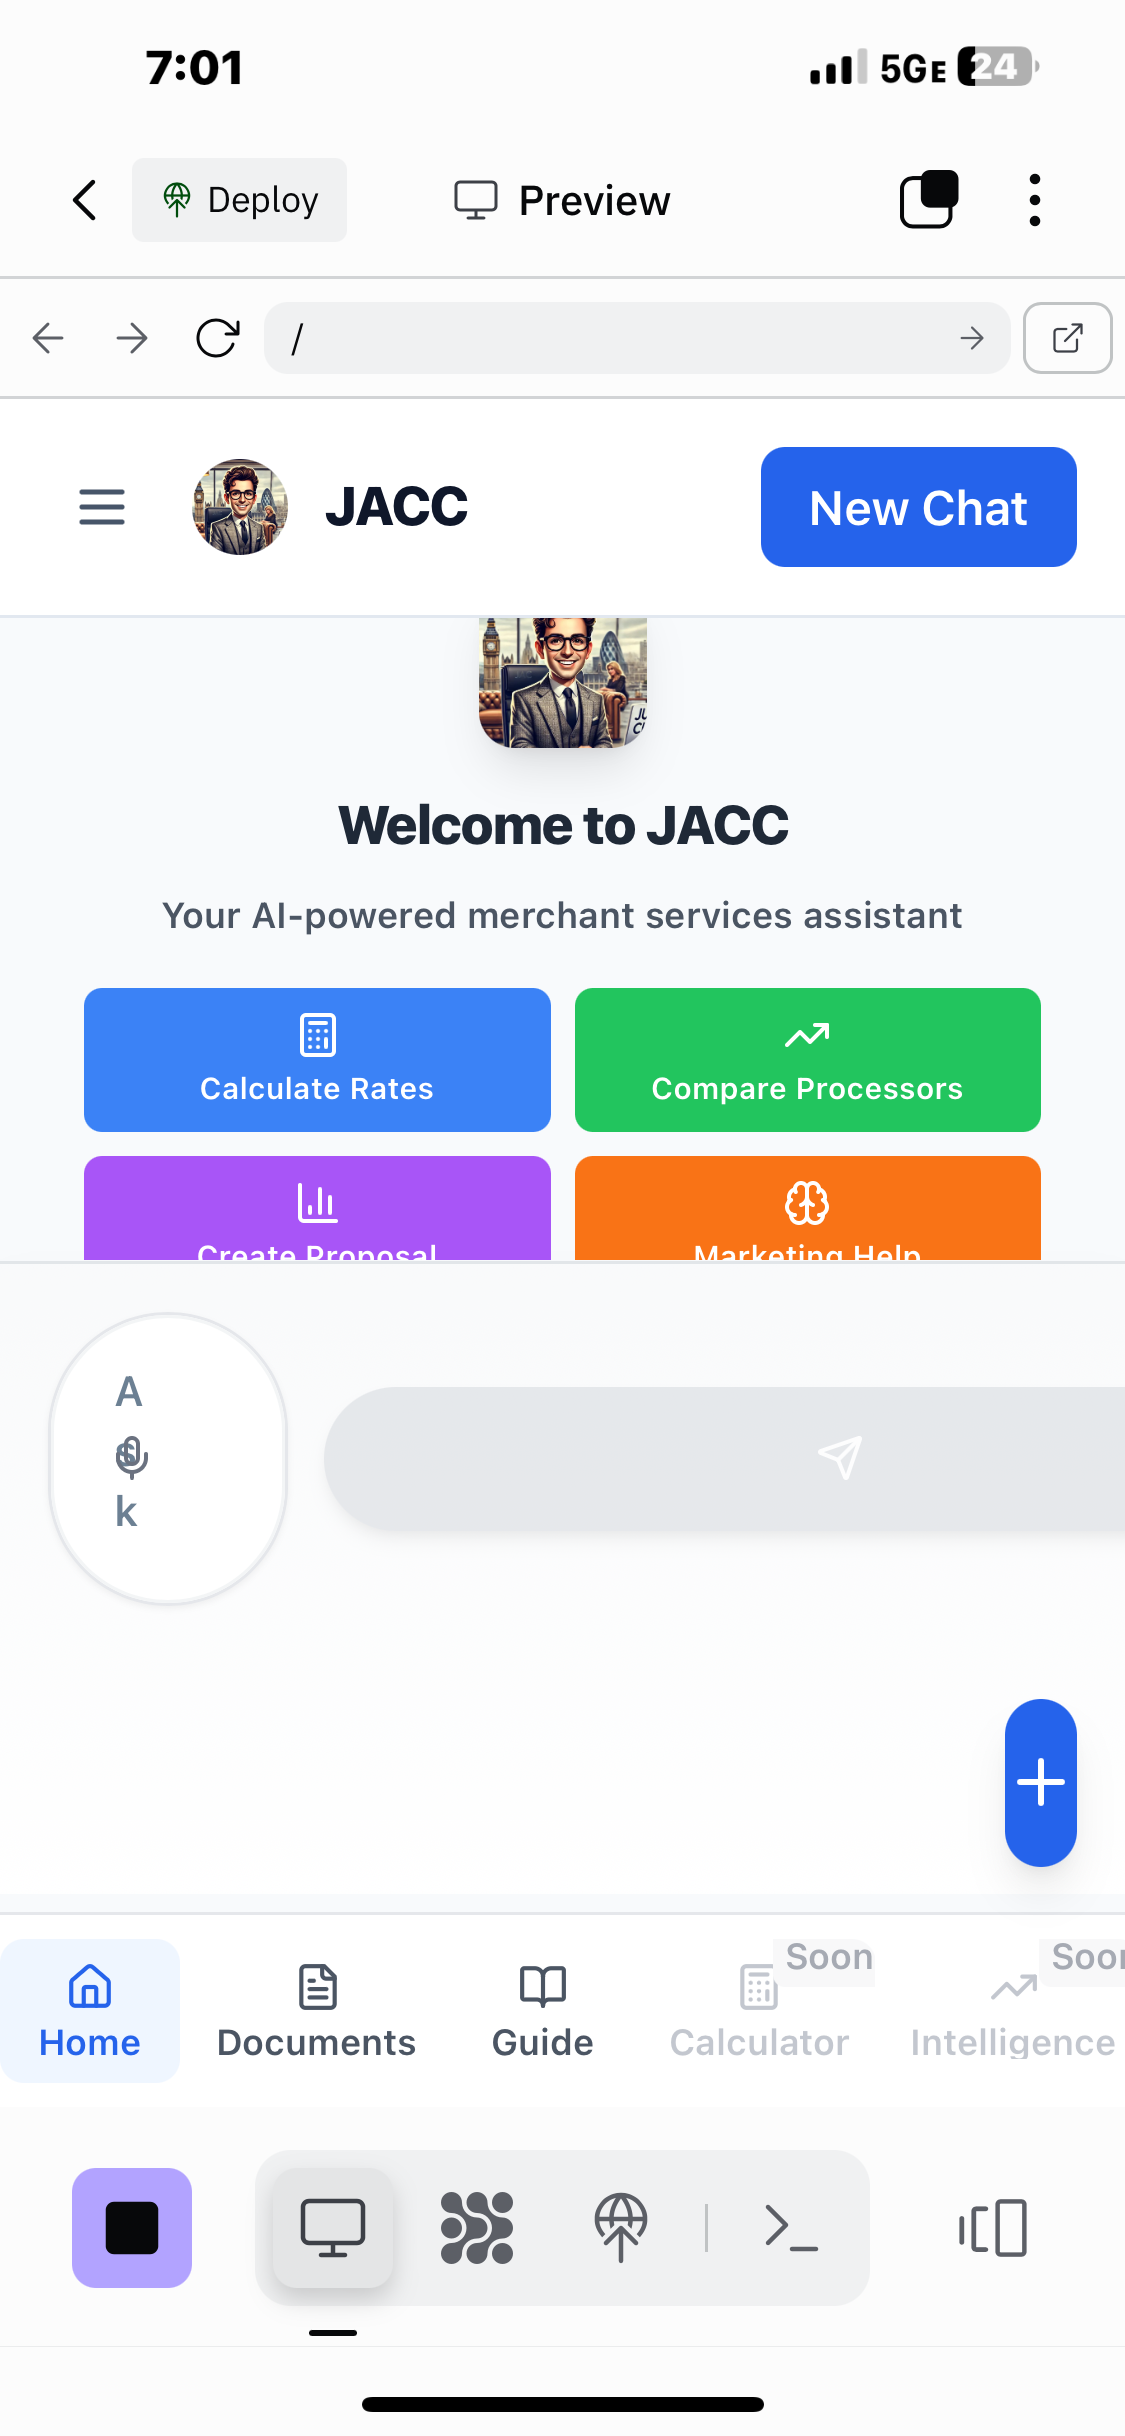 7:01
5GE 24
Deploy
Preview
/
JACC
New Chat
Welcome to JACC
Your AI-powered merchant services assistant
Calculate Rates
Compare Processors
Create Proposal
Marketing Help
A
s
k
Soon
Soon
Home
Documents
Guide
Calculator
Intelligence